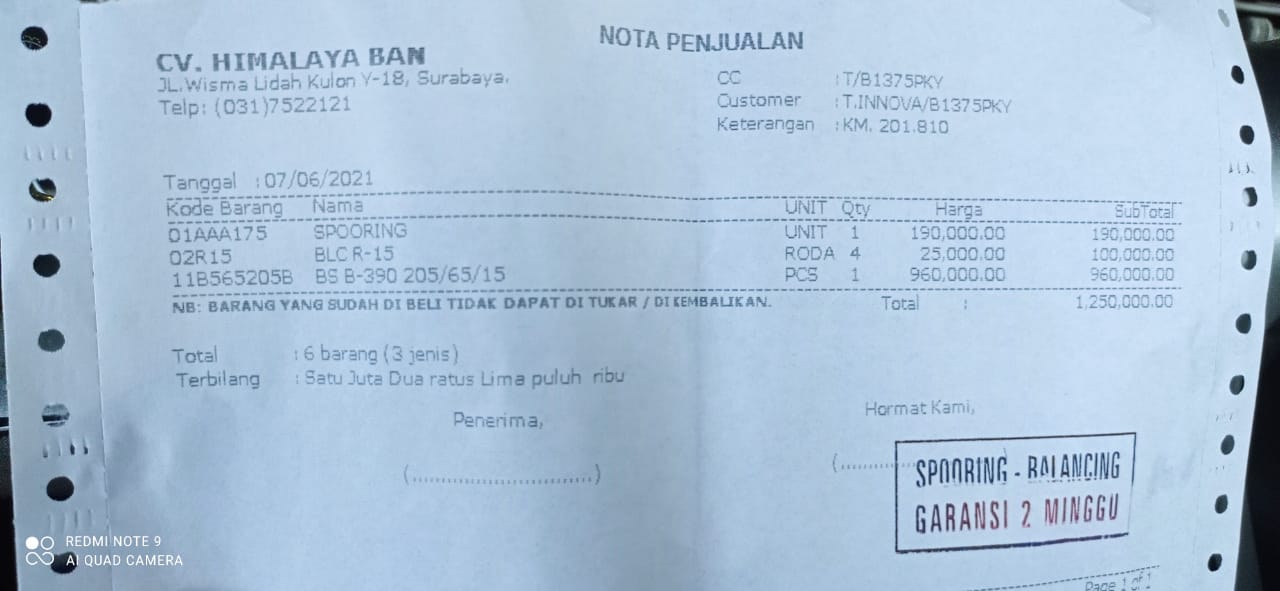 NOTA PENJUALAN
CV. HIMALAYA BAN
JL.Wisma Lidah Kulon Y-18, Surabaya.
Telp: (031)7522121
CC : T/B1375PKY
Customer : T.INNOVA/B1375PKY
Keterangan : KM. 201.810
Tanggal : 07/06/2021
Kode Barang Nama UNIT Qty Harga SubTotal
01AAA175 SPOORING UNIT 1 190,000.00 190,000.00
02R15 BLC R-15 RODA 4 25,000.00 100,000.00
11B565205B BS B-390 205/65/15 PCS 1 960,000.00 960,000.00
NB: BARANG YANG SUDAH DI BELI TIDAK DAPAT DI TUKAR / DI KEMBALIKAN. Total : 1,250,000.00
Total : 6 barang (3 jenis)
Terbilang : Satu Juta Dua ratus Lima puluh ribu
Penerima, Hormat Kami,
SPOORING - BALANCING
GARANSI 2 MINGGU
Page 1 of 1
REDMI NOTE 9
AI QUAD CAMERA